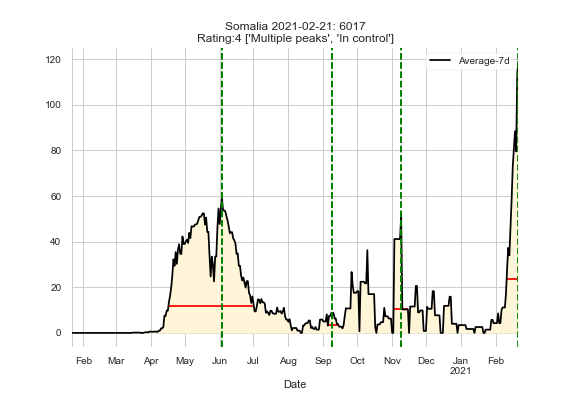 Somalia 2021-02-21: 6017
Rating:4 ['Multiple peaks', 'In control']
Average-7d
120
100
80
60
40
20
0
Feb Mar Apr May Jun Jul Aug Sep Oct Nov Dec Jan Feb
2021
Date